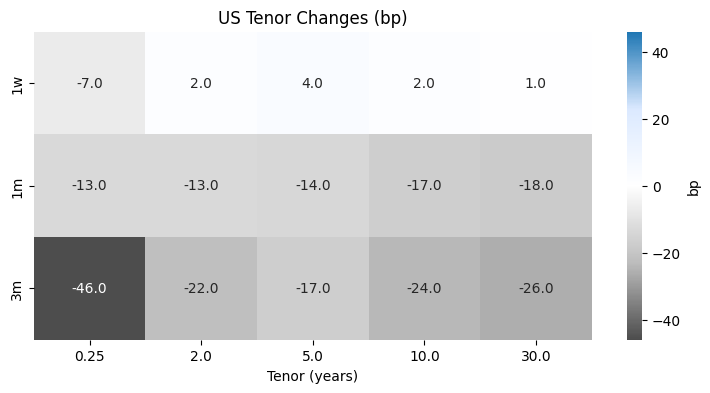 US Tenor Changes (bp)
1w -7.0 2.0 4.0 2.0 1.0
1m -13.0 -13.0 -14.0 -17.0 -18.0
3m -46.0 -22.0 -17.0 -24.0 -26.0
0.25 2.0 5.0 10.0 30.0
Tenor (years)
40
20
0
−20
−40
bp